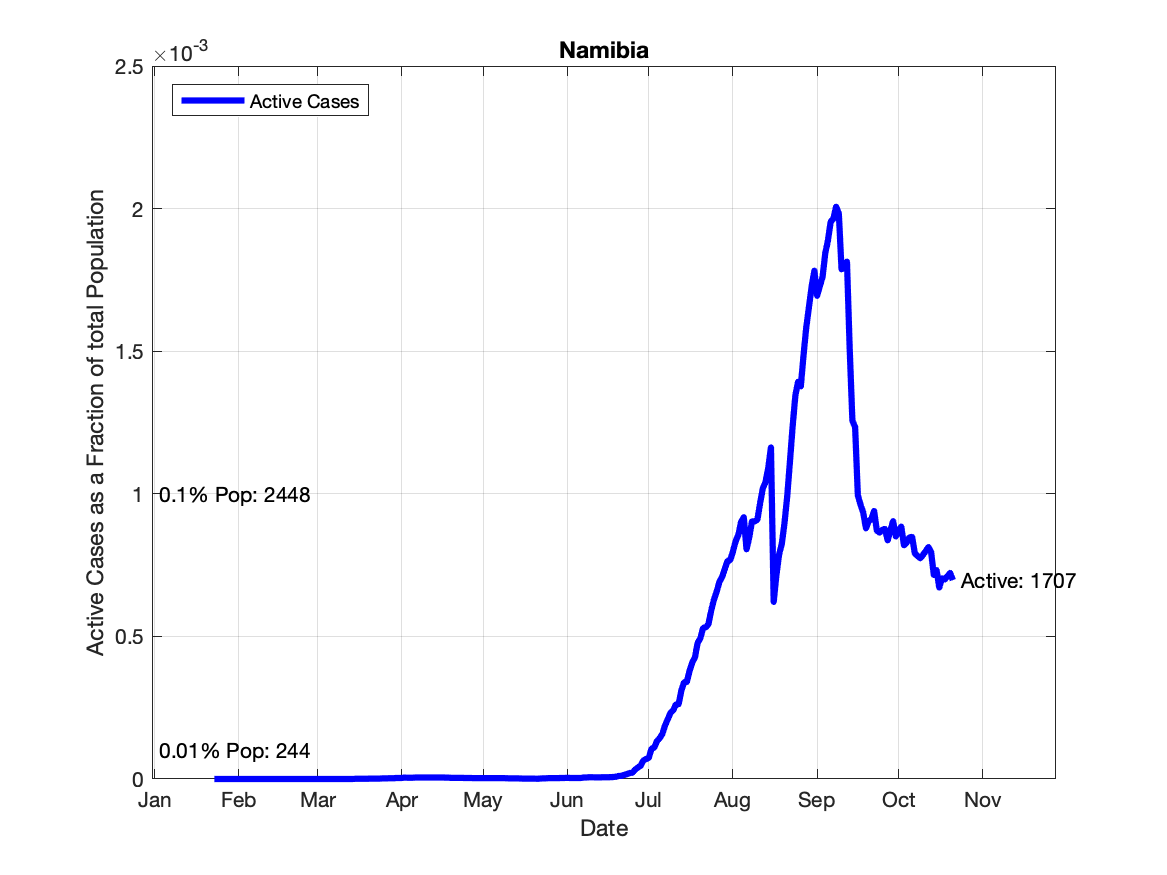 Namibia
×10-3
2.5
2
1.5
1
0.5
0
Active Cases
0.1% Pop: 2448
0.01% Pop: 244
Active: 1707
Active Cases as a Fraction of total Population
Jan Feb Mar Apr May Jun Jul Aug Sep Oct Nov
Date